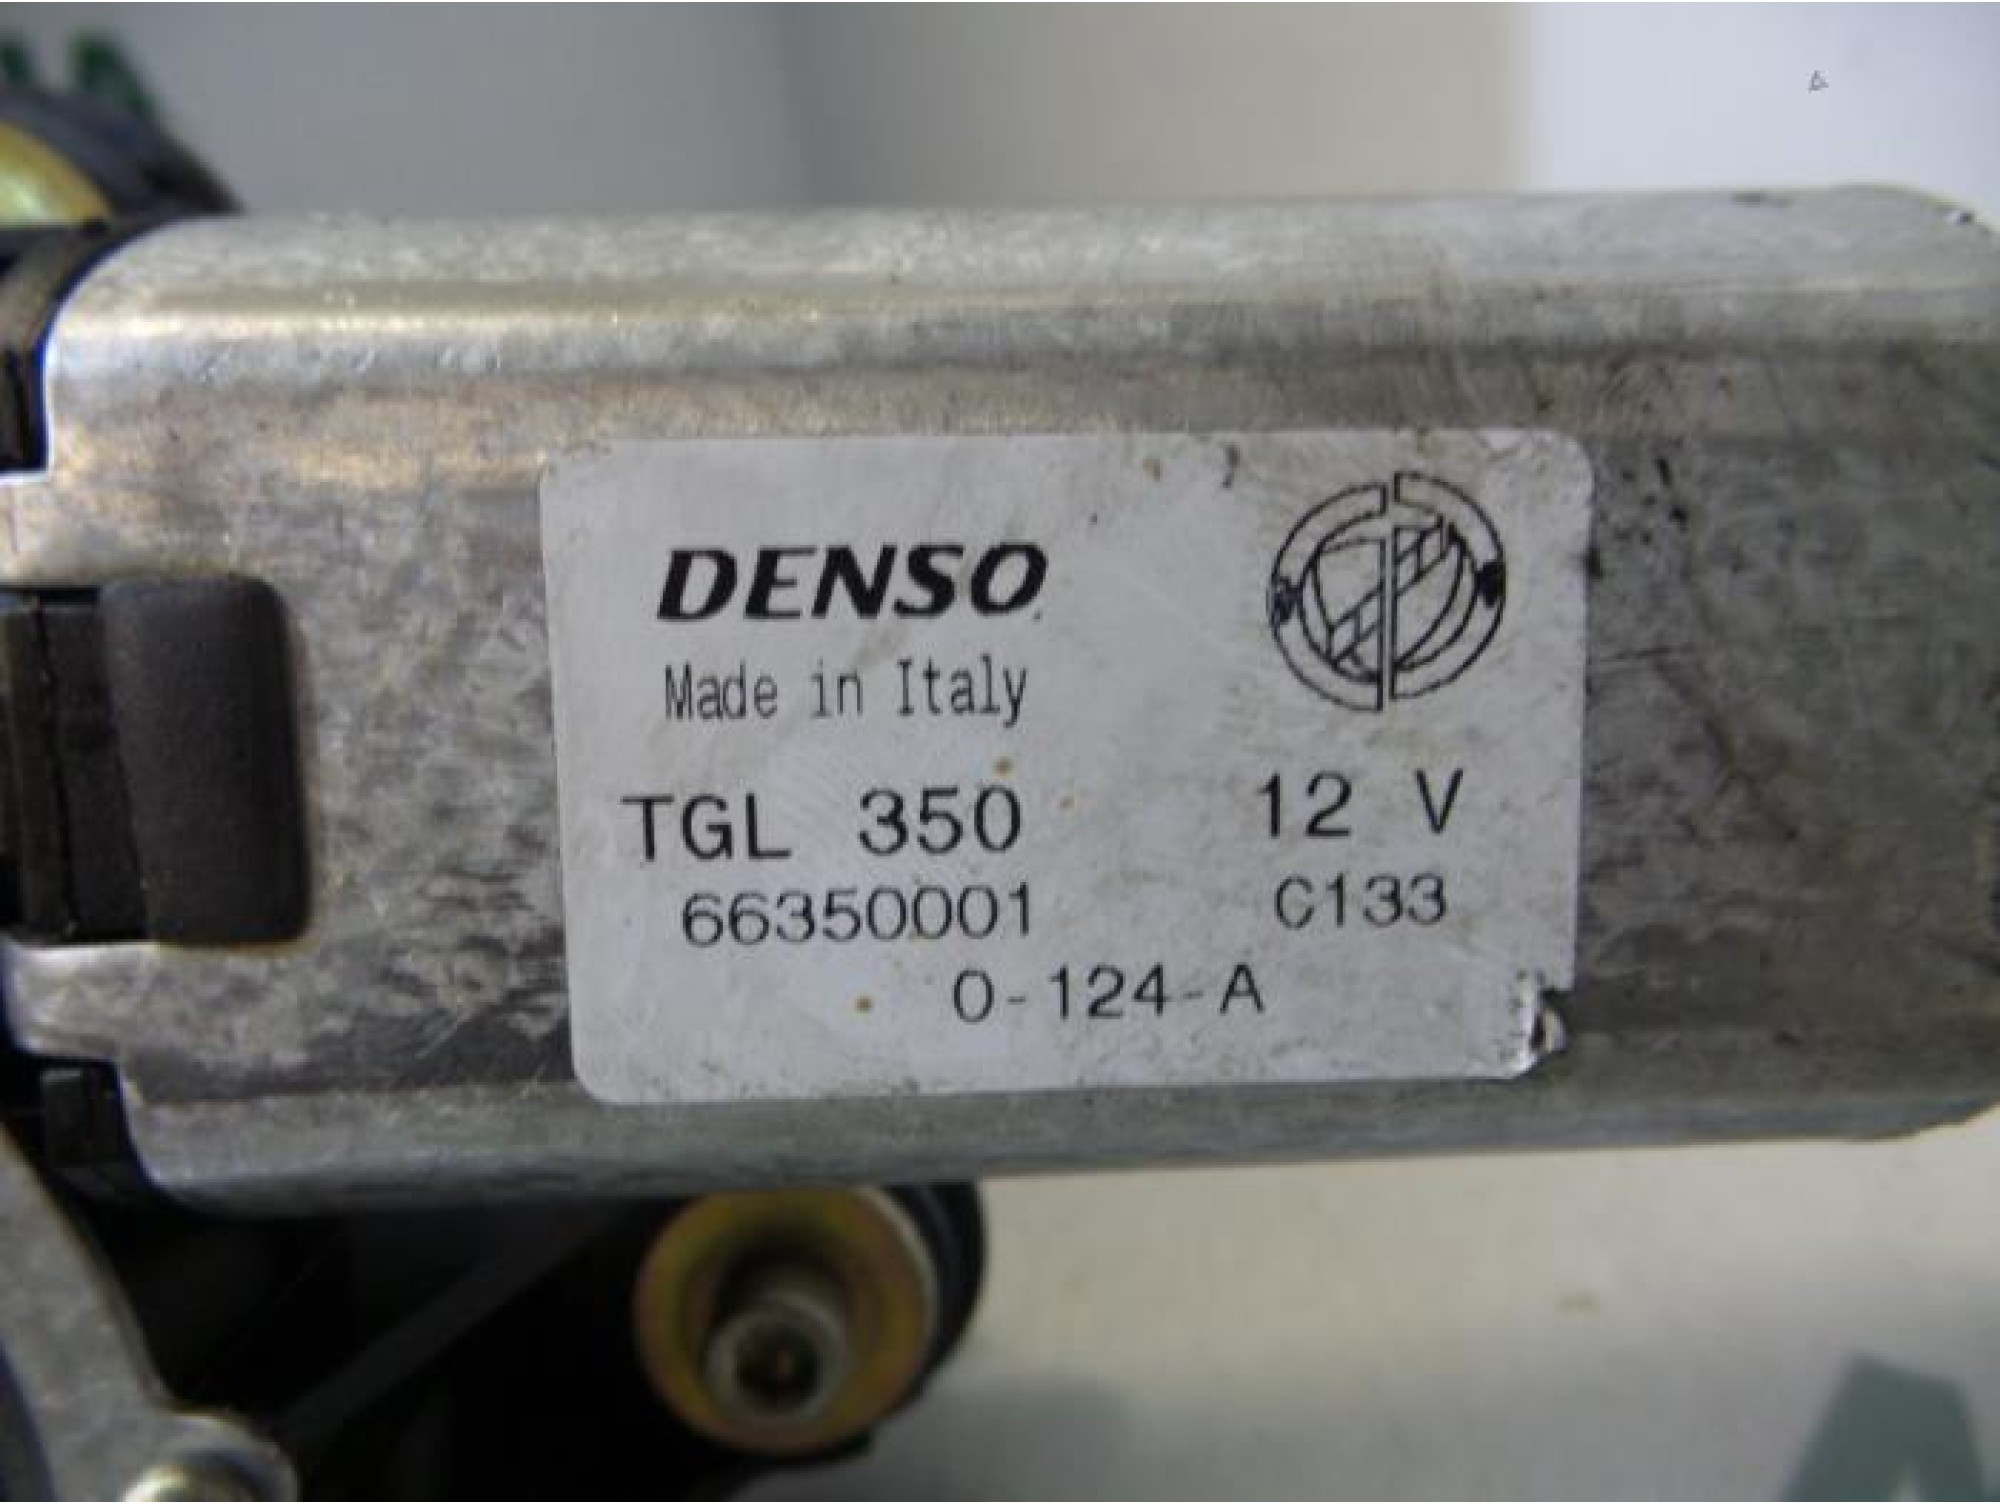 DENSO
Made in Italy
TGL 350 12 V
66350001 C133
0-124-A